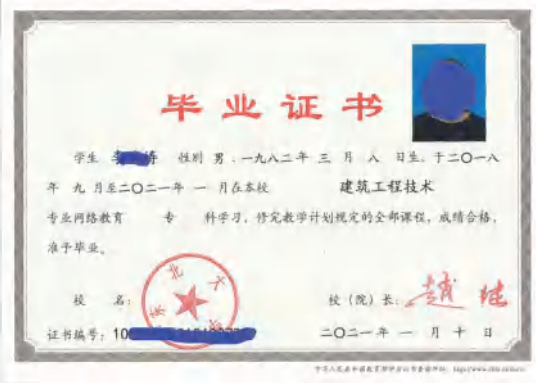 毕业证书
学生 性别 男，一九八二年 三 月 八 日生，于二〇一八
年 九 月至二〇二一年 一 月在本校 建筑工程技术
专业网络教育 专 科学习，修完教学计划规定的全部课程，成绩合格，
准予毕业。
校 名： 校（院）长：
东北大学
证书编号：10
二〇二一年 一 月 十 日